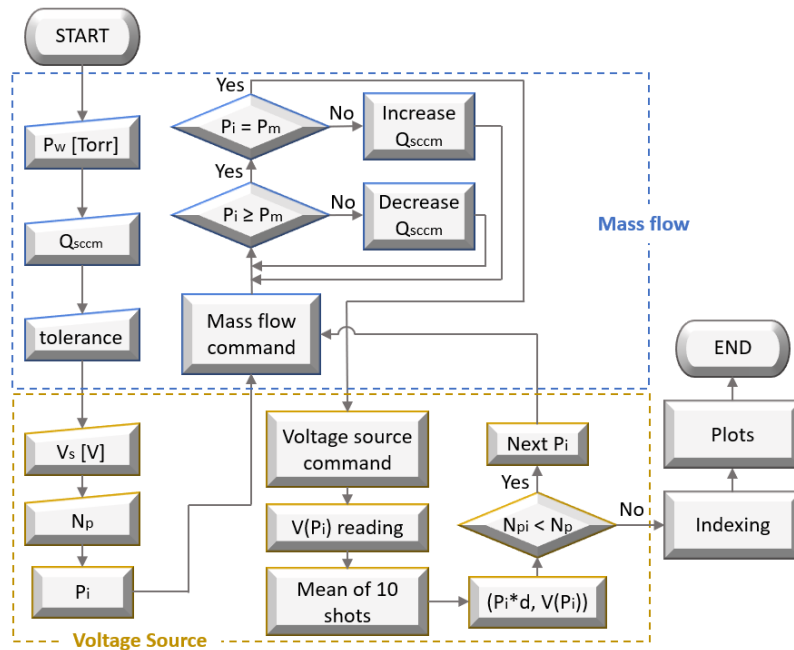 START
Pw [Torr]
Qsccm
tolerance
Vs [V]
Np
Pi
Mass flow
command
Pi ≥ Pm
No
Decrease
Qsccm
Yes
Pi = Pm
No
Increase
Qsccm
Yes
Mass flow
Voltage source
command
V(Pi) reading
Mean of 10
shots
(Pi*d, V(Pi))
Npi < Np
Yes
Next Pi
No
Indexing
Plots
END
Voltage Source